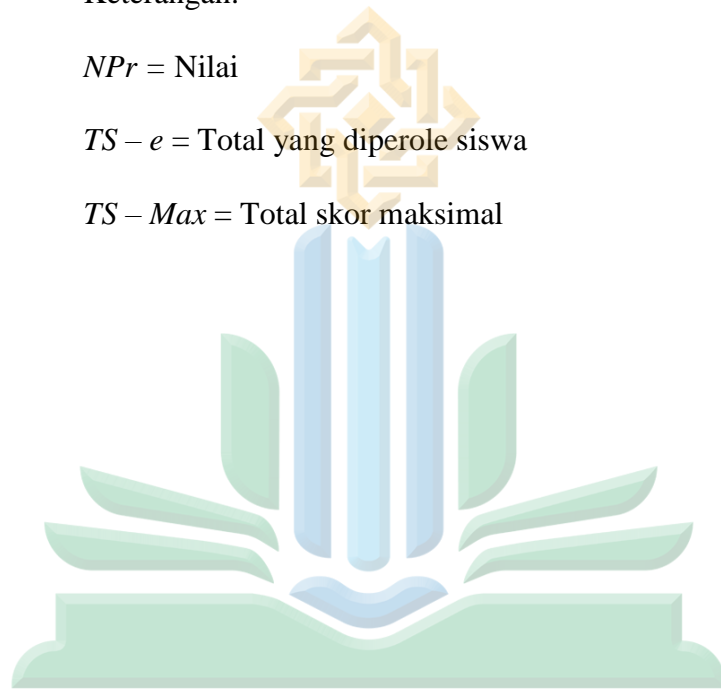 Keterangan:
NPr = Nilai
TS – e = Total yang diperole siswa
TS – Max = Total skor maksimal